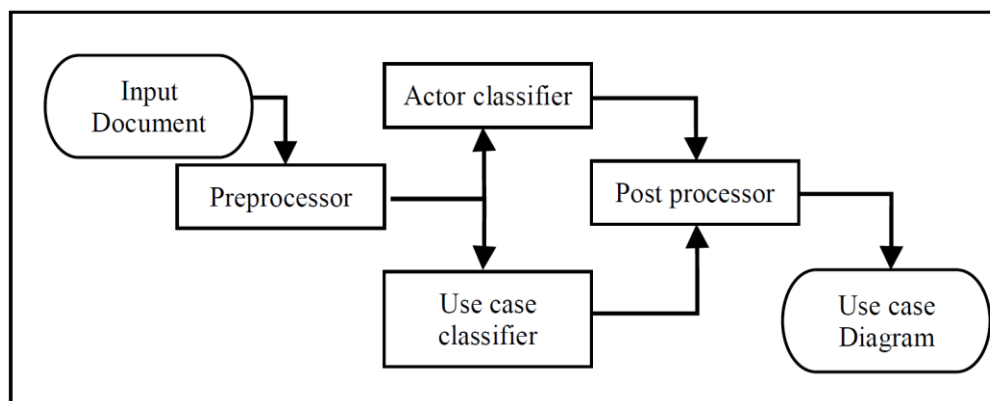 Input
Document
Actor classifier
Preprocessor
Post processor
Use case
classifier
Use case
Diagram